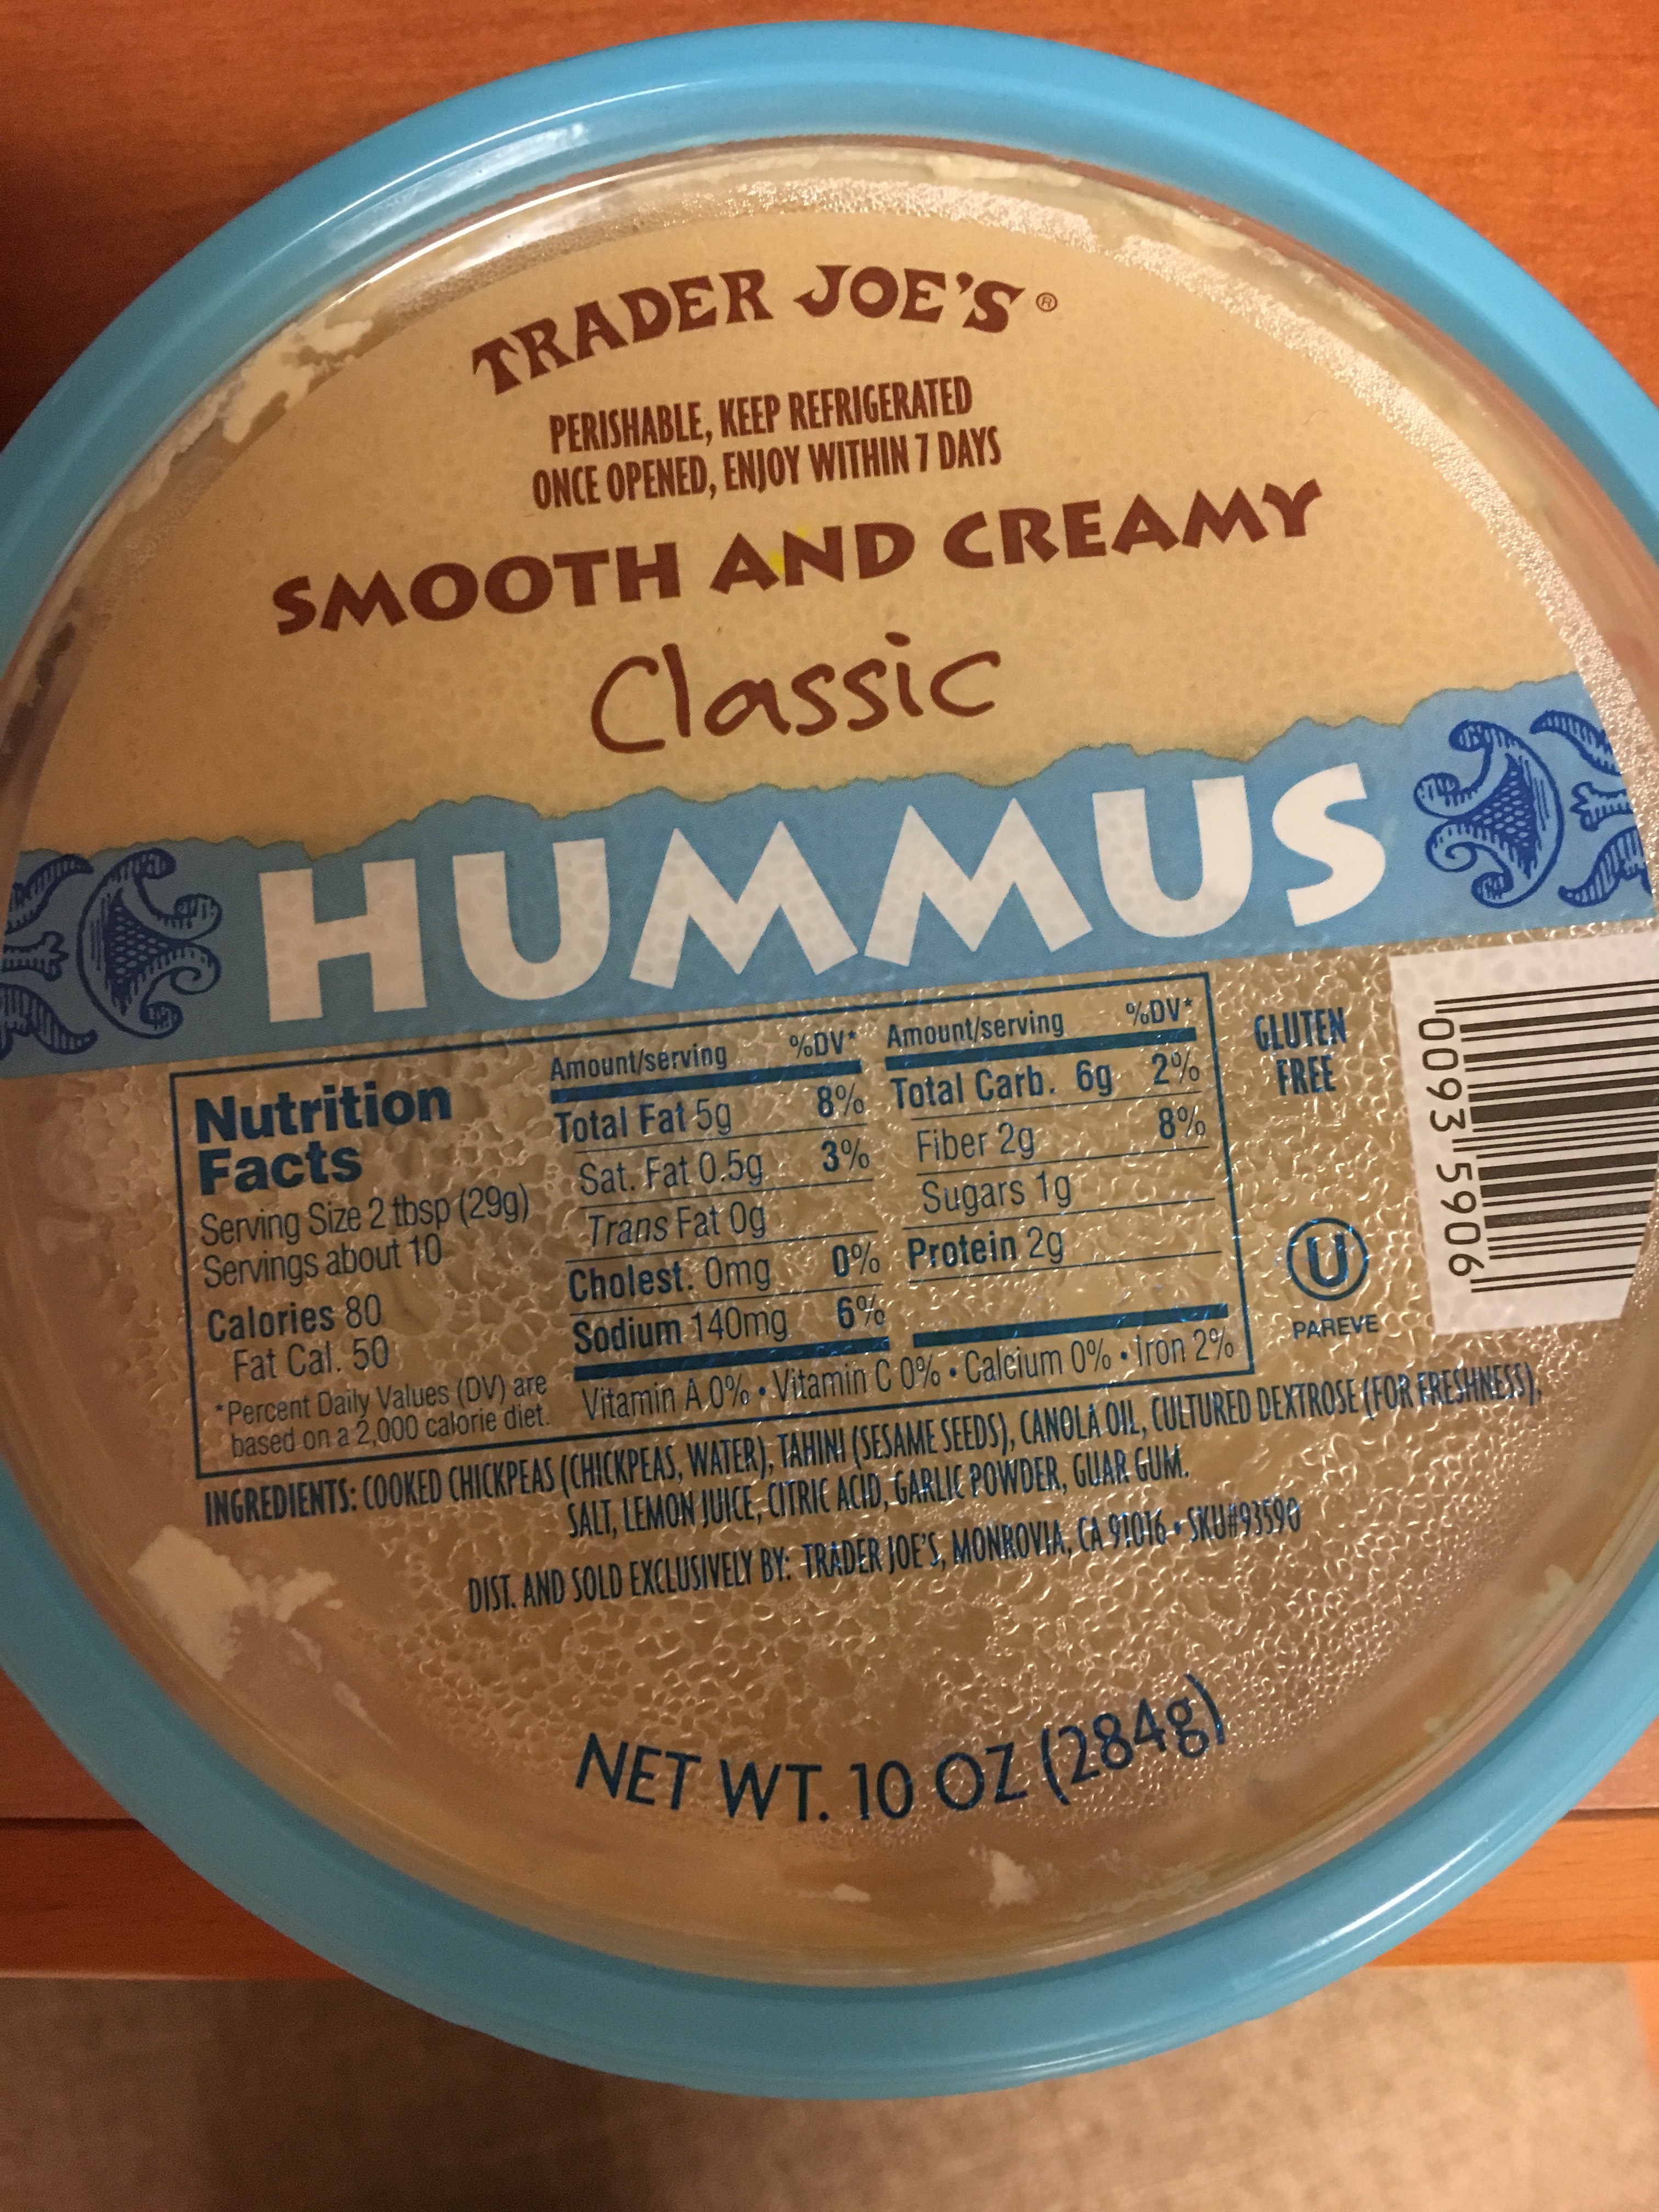 TRADER JOE'S®
PERISHABLE, KEEP REFRIGERATED
ONCE OPENED, ENJOY WITHIN 7 DAYS
SMOOTH AND CREAMY
Classic
HUMMUS
Nutrition
Facts
Serving Size 2 tbsp (29g)
Servings about 10
Calories 80
Fat Cal. 50
*Percent Daily Values (DV) are
based on a 2,000 calorie diet.
Amount/serving %DV*
Total Fat 5g 8%
Sat. Fat 0.5g 3%
Trans Fat 0g
Cholest. 0mg 0%
Sodium 140mg 6%
Amount/serving %DV*
Total Carb. 6g 2%
Fiber 2g 8%
Sugars 1g
Protein 2g
Vitamin A 0% • Vitamin C 0% • Calcium 0% • Iron 2%
GLUTEN
FREE
U
PAREVE
0093 5906
INGREDIENTS: COOKED CHICKPEAS (CHICKPEAS, WATER), TAHINI (SESAME SEEDS), CANOLA OIL, CULTURED DEXTROSE (FOR FRESHNESS),
SALT, LEMON JUICE, CITRIC ACID, GARLIC POWDER, GUAR GUM.
DIST. AND SOLD EXCLUSIVELY BY: TRADER JOE'S, MONROVIA, CA 91016 • SKU#93590
NET WT. 10 OZ (284g)